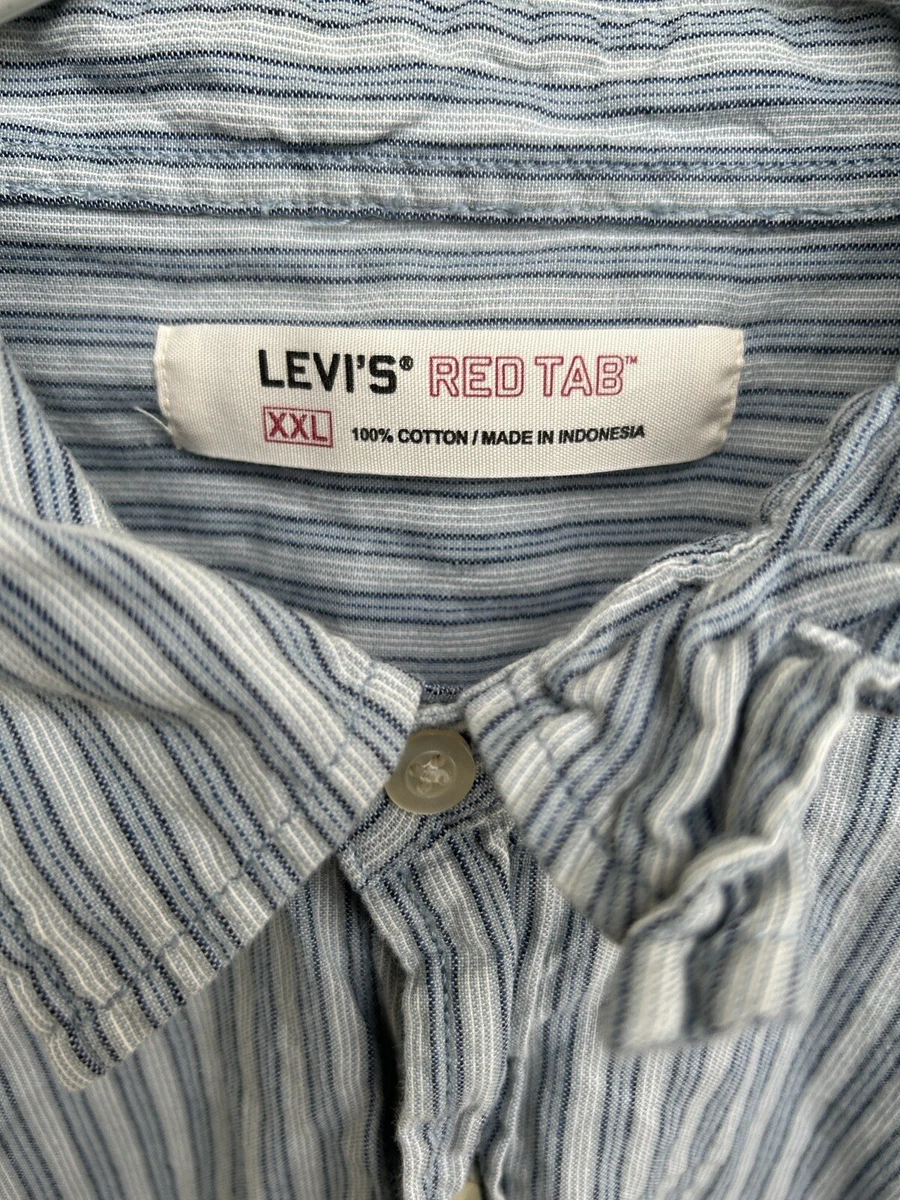 LEVI'S® RED TAB™
XXL 100% COTTON / MADE IN INDONESIA